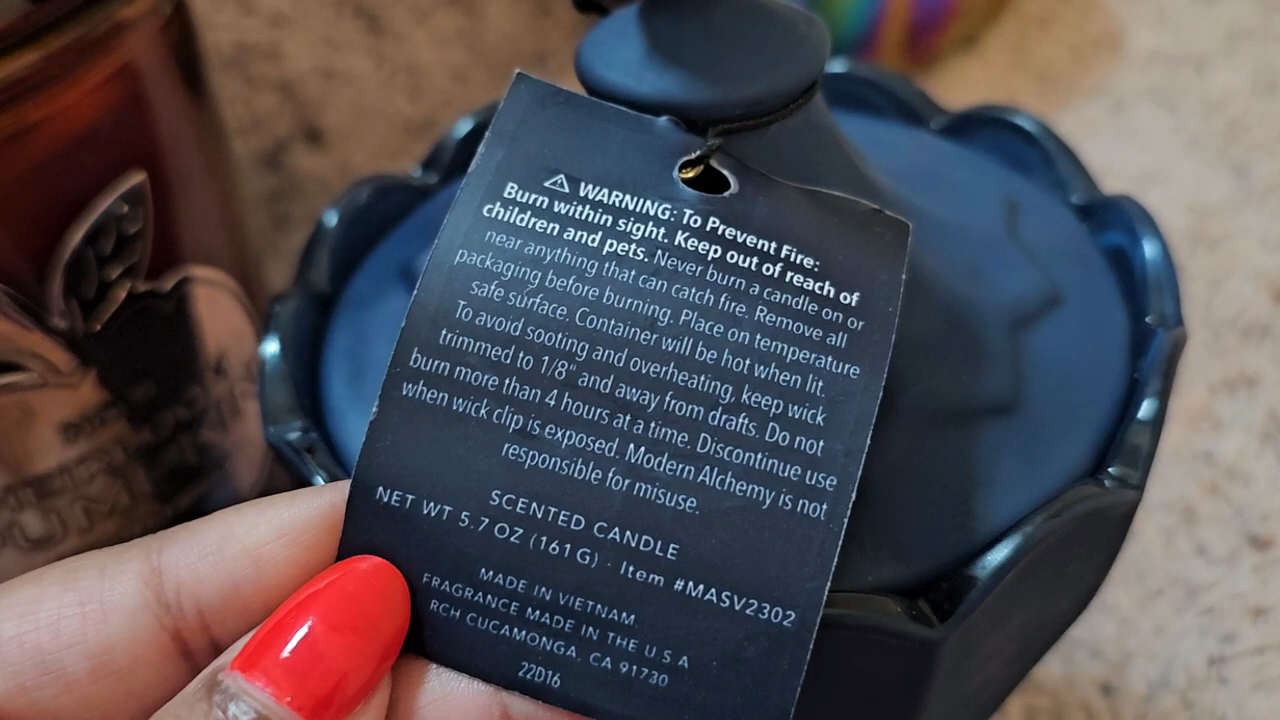 ⚠ WARNING: To Prevent Fire:
Burn within sight. Keep out of reach of
children and pets. Never burn a candle on or
near anything that can catch fire. Remove all
packaging before burning. Place on temperature
safe surface. Container will be hot when lit.
To avoid sooting and overheating, keep wick
trimmed to 1/8" and away from drafts. Do not
burn more than 4 hours at a time. Discontinue use
when wick clip is exposed. Modern Alchemy is not
responsible for misuse.
SCENTED CANDLE
NET WT 5.7 OZ (161 G) · Item #MASV2302
MADE IN VIETNAM
FRAGRANCE MADE IN THE U.S.A
RCH CUCAMONGA, CA 91730
22D16